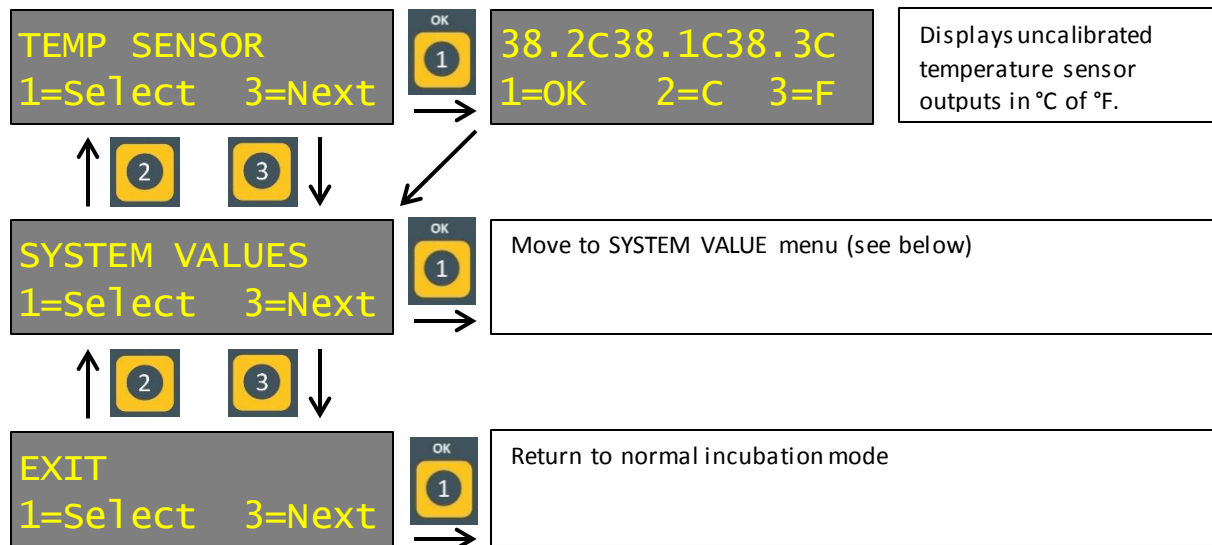 TEMP SENSOR
1=Select 3=Next
OK
1
38.2C38.1C38.3C
1=OK 2=C 3=F
Displays uncalibrated
temperature sensor
outputs in °C of °F.
2
3
SYSTEM VALUES
1=Select 3=Next
OK
1
Move to SYSTEM VALUE menu (see below)
2
3
EXIT
1=Select 3=Next
OK
1
Return to normal incubation mode